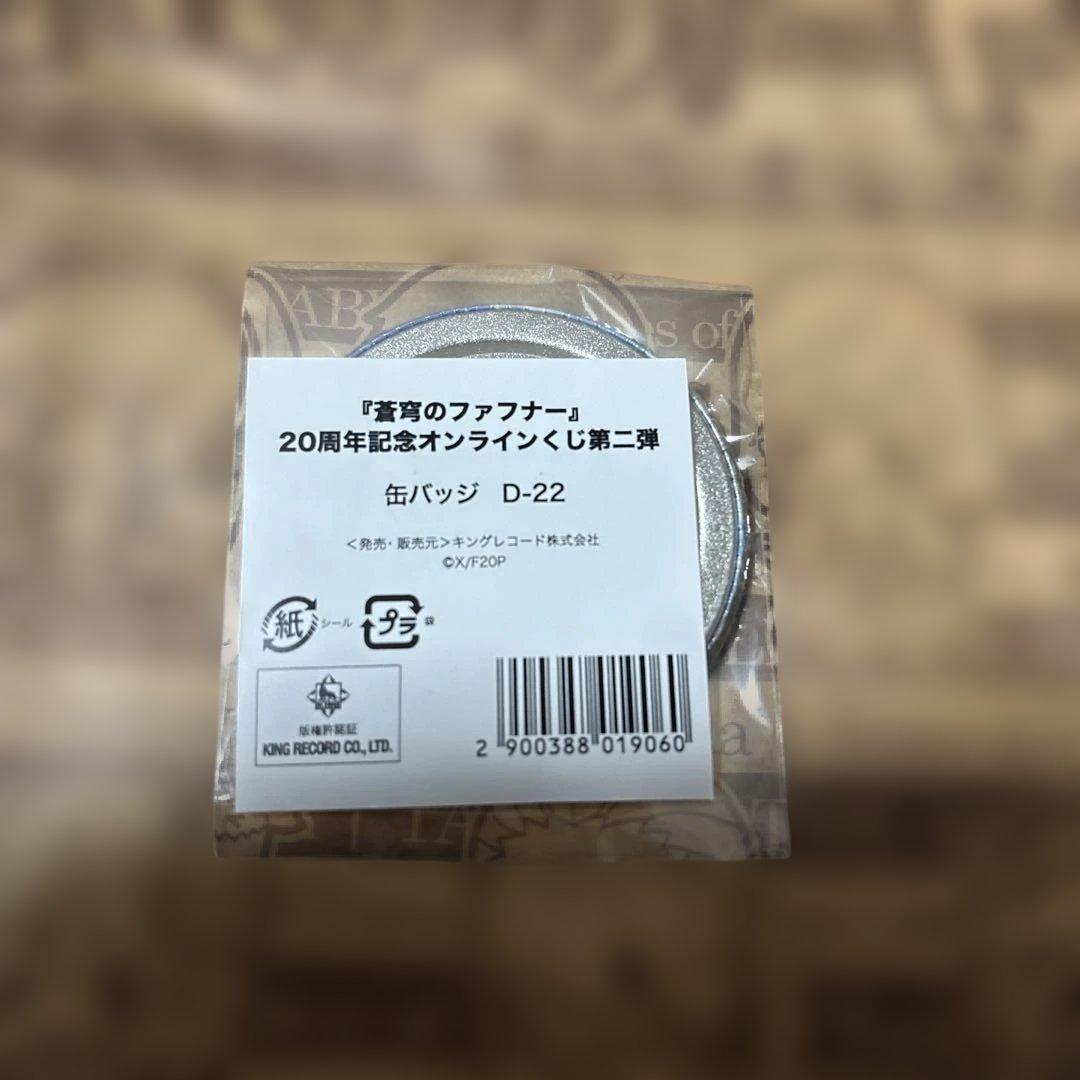 AB
as of
『蒼穹のファフナー』
20周年記念オンラインくじ第二弾
缶バッジ D-22
<発売・販売元>キングレコード株式会社
©X/F20P
紙 シール プラ 袋
版権許諾証
KING RECORD CO., LTD.
2 900388 019060